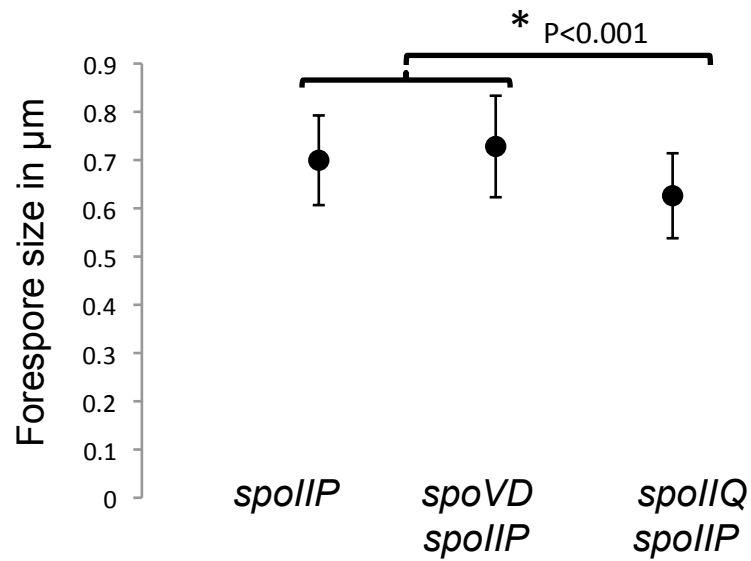 * P<0.001
Forespore size in µm
0.9
0.8
0.7
0.6
0.5
0.4
0.3
0.2
0.1
0
spoIIP
spoVD
spoIIP
spoIIQ
spoIIP